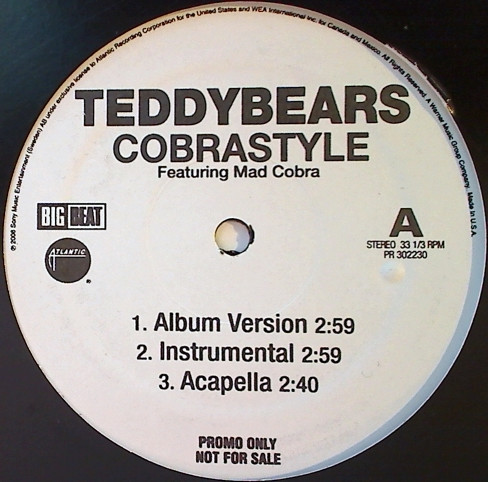 ℗ 2006 Sony Music Entertainment (Sweden) AB under exclusive license to Atlantic Recording Corporation for the United States and WEA International Inc. for Canada and Mexico. All Rights Reserved. A Warner Music Group Company. Made in U.S.A.
TEDDYBEARS
COBRASTYLE
Featuring Mad Cobra
BIG BEAT
ATLANTIC
®
A
STEREO 33 1/3 RPM
PR 302230
1. Album Version 2:59
2. Instrumental 2:59
3. Acapella 2:40
PROMO ONLY
NOT FOR SALE